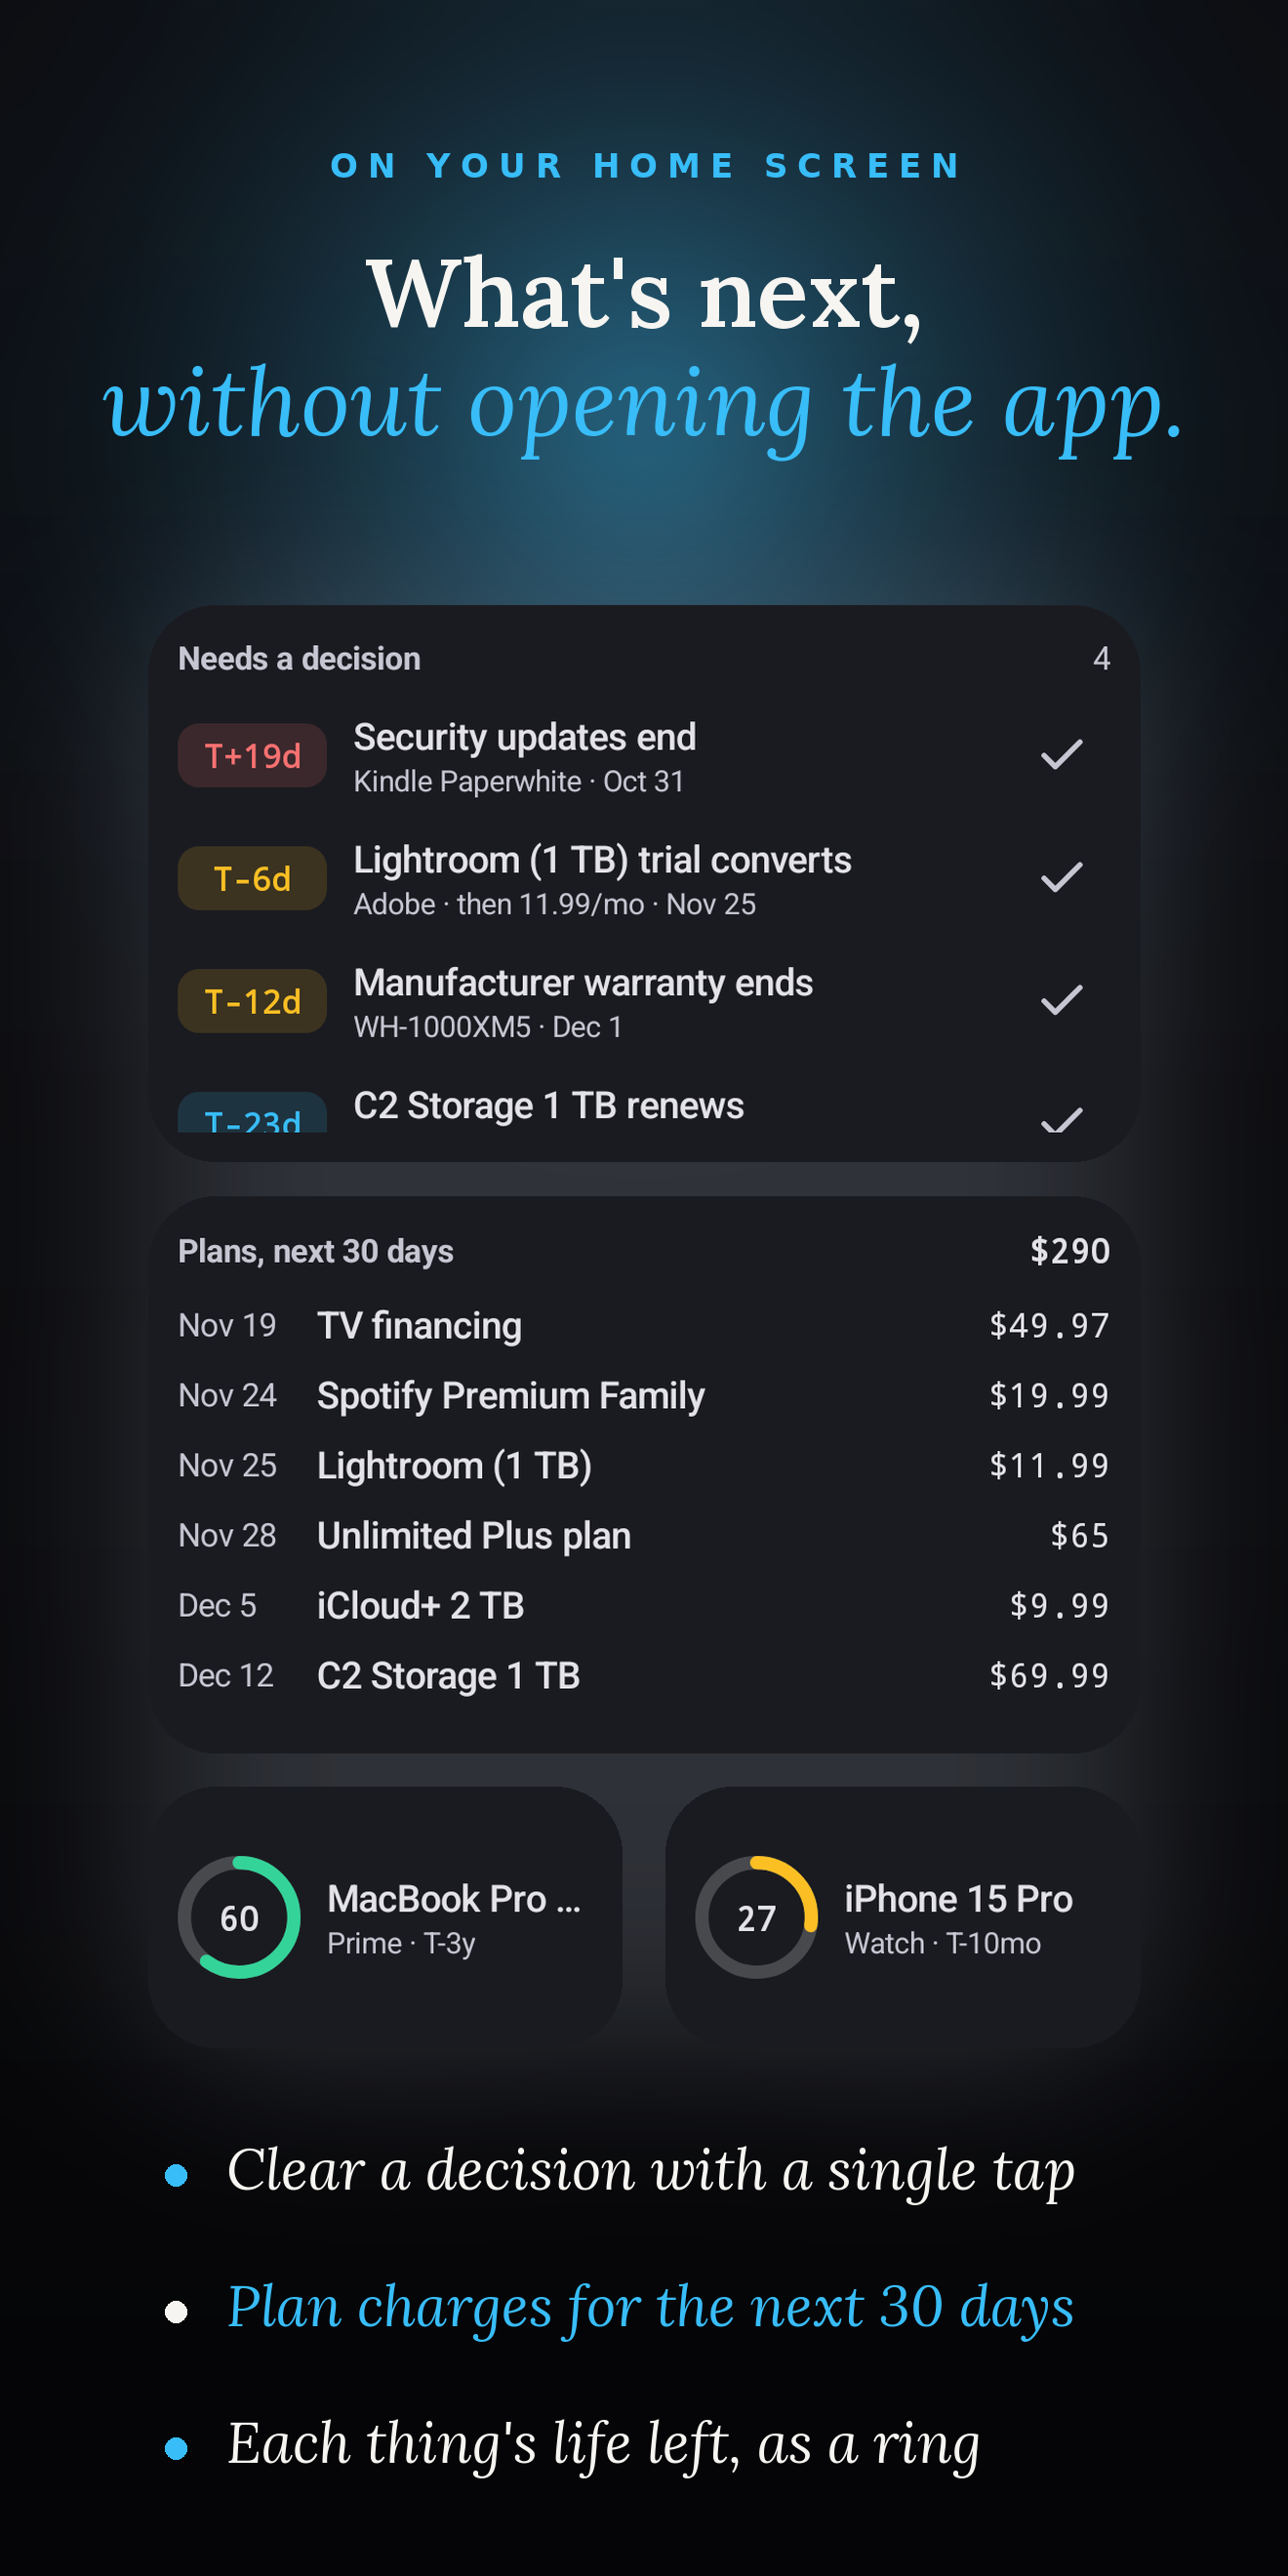 ON YOUR HOME SCREEN
What's next,
without opening the app.
Needs a decision 4
T+19d Security updates end
Kindle Paperwhite · Oct 31
T-6d Lightroom (1 TB) trial converts
Adobe · then 11.99/mo · Nov 25
T-12d Manufacturer warranty ends
WH-1000XM5 · Dec 1
T-23d C2 Storage 1 TB renews
Plans, next 30 days $290
Nov 19 TV financing $49.97
Nov 24 Spotify Premium Family $19.99
Nov 25 Lightroom (1 TB) $11.99
Nov 28 Unlimited Plus plan $65
Dec 5 iCloud+ 2 TB $9.99
Dec 12 C2 Storage 1 TB $69.99
60 MacBook Pro ...
Prime · T-3y
27 iPhone 15 Pro
Watch · T-10mo
Clear a decision with a single tap
Plan charges for the next 30 days
Each thing's life left, as a ring